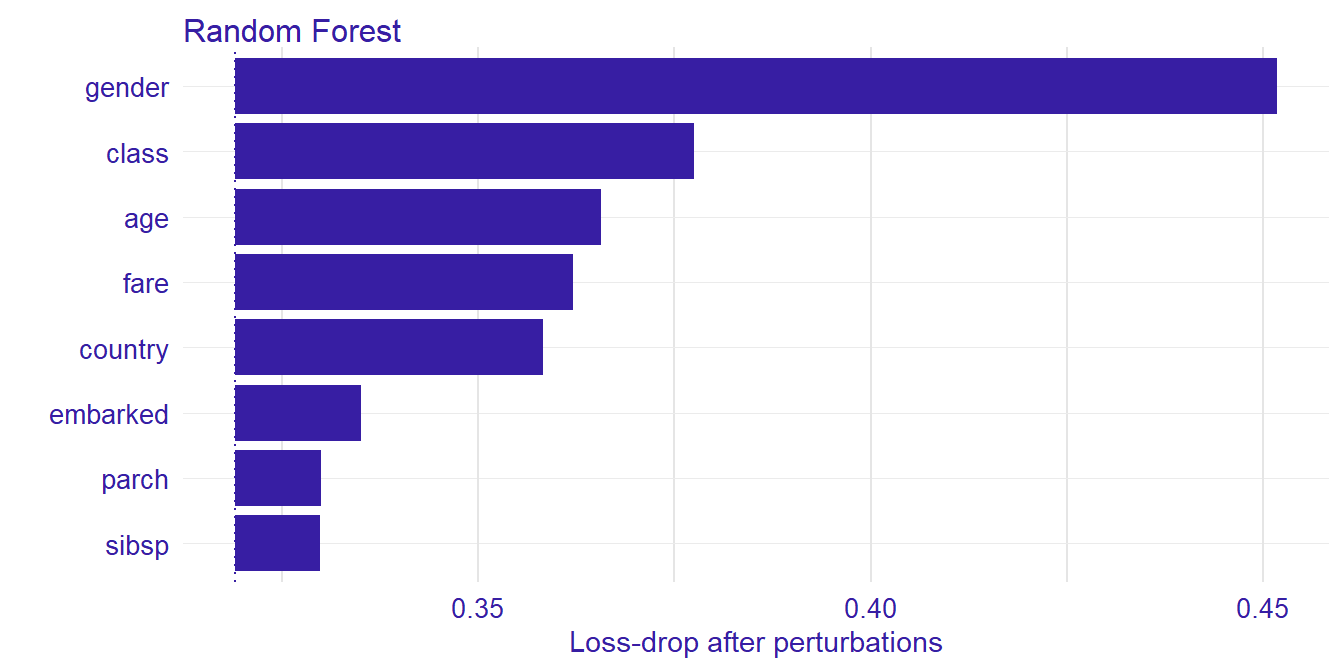 Random Forest
gender
class
age
fare
country
embarked
parch
sibsp
0.35 0.40 0.45
Loss-drop after perturbations